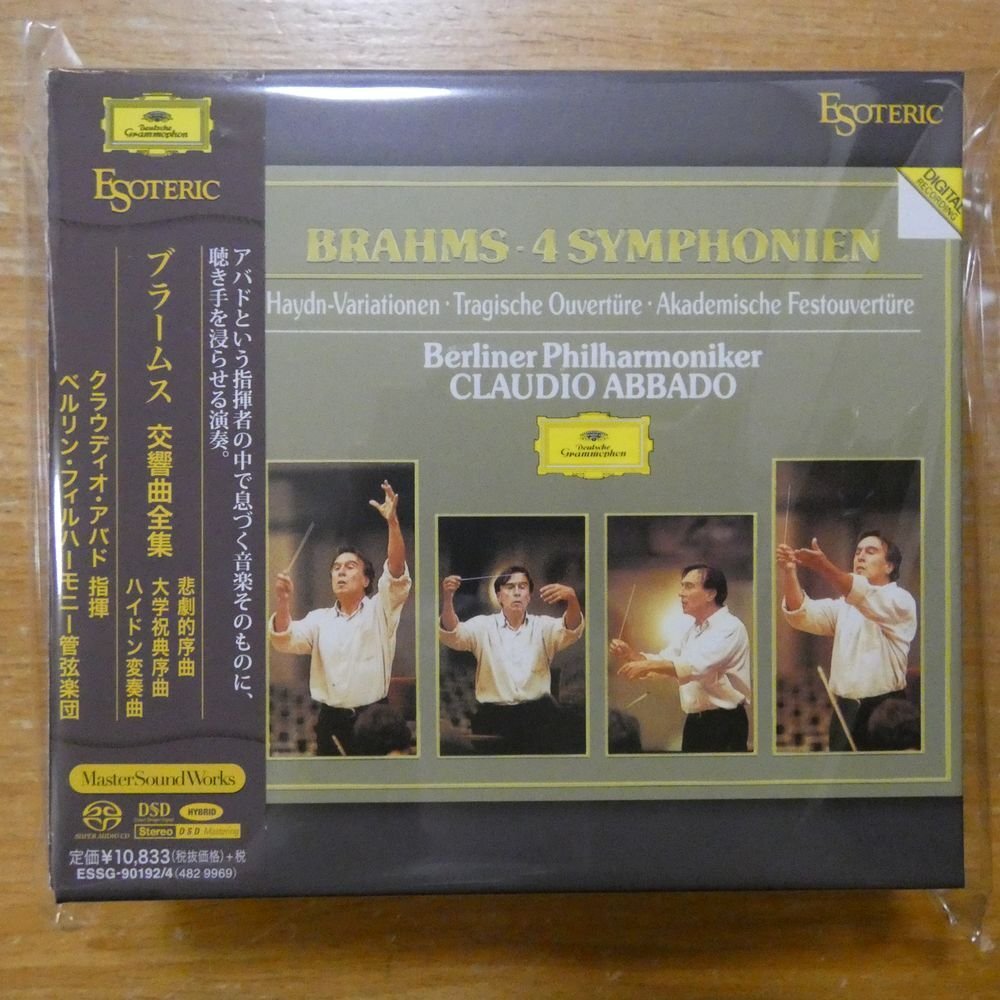 Deutsche
Grammophon
ESOTERIC
アバドという指揮者の中で息づく音楽そのものに、
聴き手を浸らせる演奏。
ブラームス 交響曲全集
悲劇的序曲
大学祝典序曲
ハイドン変奏曲
クラウディオ・アバド 指揮
ベルリン・フィルハーモニー管弦楽団
MasterSoundWorks
SUPER AUDIO CD
DSD
HYBRID
Stereo
DSD Mastering
定価¥10,833(税抜価格)+税
ESSG-90192/4 (482 9969)
ESOTERIC
DIGITAL
RECORDING
BRAHMS · 4 SYMPHONIEN
Haydn-Variationen · Tragische Ouvertüre · Akademische Festouvertüre
Berliner Philharmoniker
CLAUDIO ABBADO
Deutsche
Grammophon